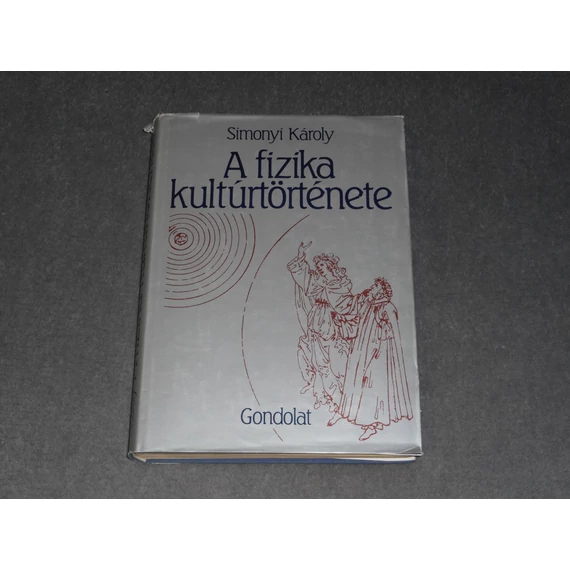 Simonyi Károly
A fizika
kultúrtörténete
Gondolat